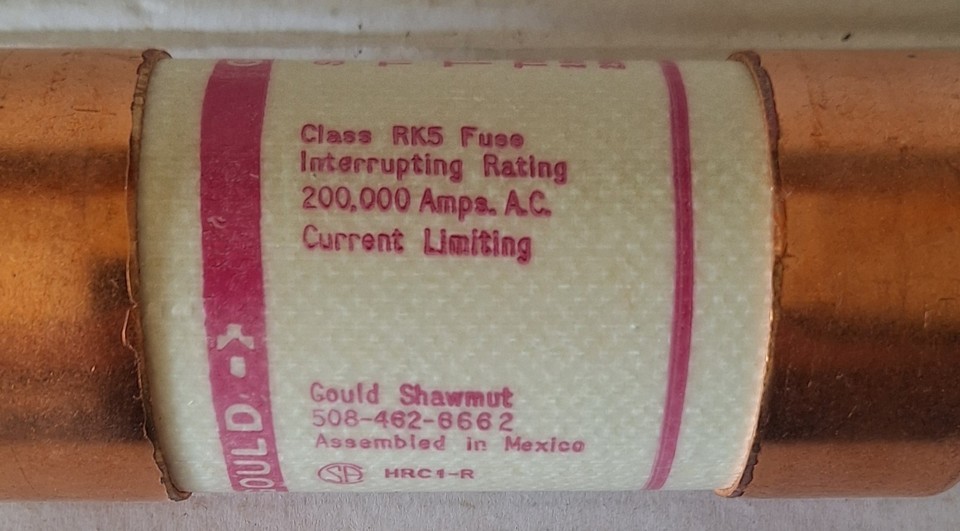 Class RK5 Fuse
Interrupting Rating
200,000 Amps. A.C.
Current Limiting
Gould Shawmut
508-462-6662
Assembled in Mexico
HRC1-R
GOULD